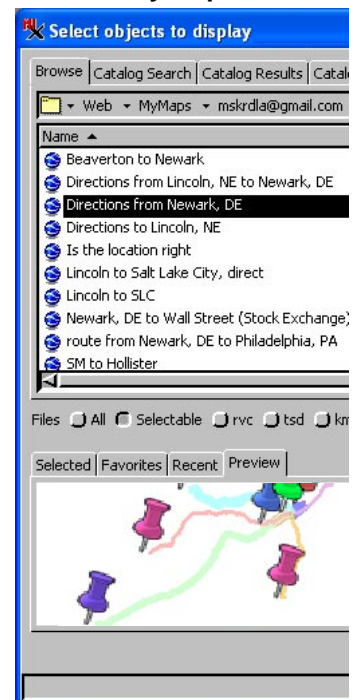 Select objects to display
Browse Catalog Search Catalog Results
Web MyMaps mskrdla@gmail.com
Name
Beaverton to Newark
Directions from Lincoln, NE to Newark, DE
Directions from Newark, DE
Directions to Lincoln, NE
Is the location right
Lincoln to Salt Lake City, direct
Lincoln to SLC
Newark, DE to Wall Street (Stock Exchange)
route from Newark, DE to Philadelphia, PA
SM to Hollister
Files All Selectable rvc tsd
Selected Favorites Recent Preview